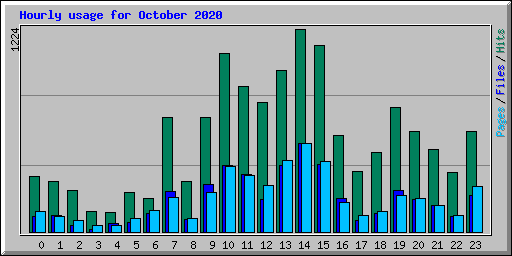 Hourly usage for October 2020
1224
Pages / Files / Hits
0 1 2 3 4 5 6 7 8 9 10 11 12 13 14 15 16 17 18 19 20 21 22 23